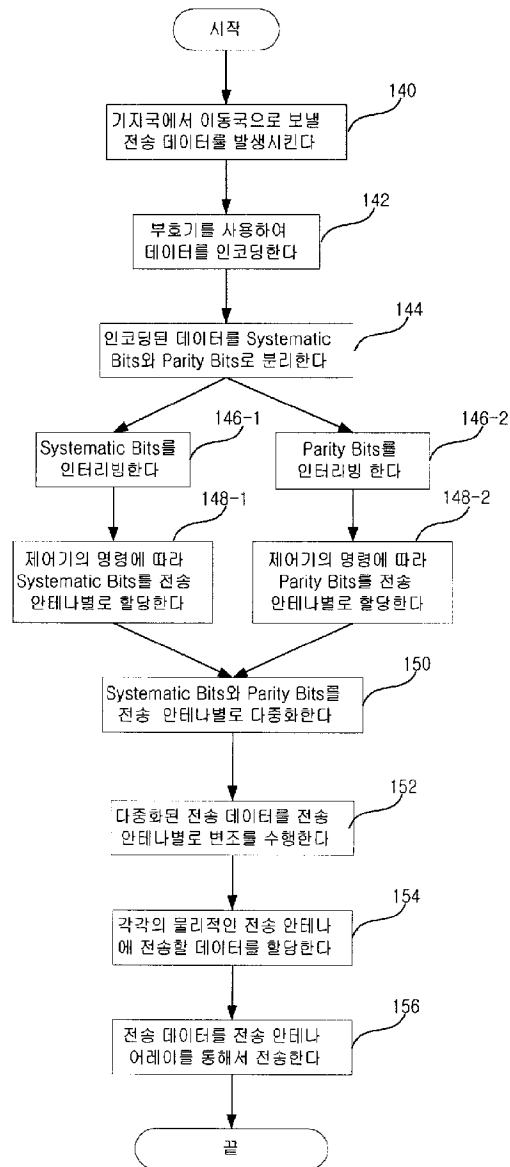 시작
140
기지국에서 이동국으로 보낼
전송 데이터를 발생시킨다
142
부호기를 사용하여
데이터를 인코딩한다
144
인코딩된 데이터를 Systematic
Bits와 Parity Bits로 분리한다
146-1
Systematic Bits를
인터리빙한다
146-2
Parity Bits를
인터리빙 한다
148-1
제어기의 명령에 따라
Systematic Bits를 전송
안테나별로 할당한다
148-2
제어기의 명령에 따라
Parity Bits를 전송
안테나별로 할당한다
150
Systematic Bits와 Parity Bits를
전송 안테나별로 다중화한다
152
다중화된 전송 데이터를 전송
안테나별로 변조를 수행한다
154
각각의 물리적인 전송 안테나
에 전송할 데이터를 할당한다
156
전송 데이터를 전송 안테나
어레이를 통해서 전송한다
끝